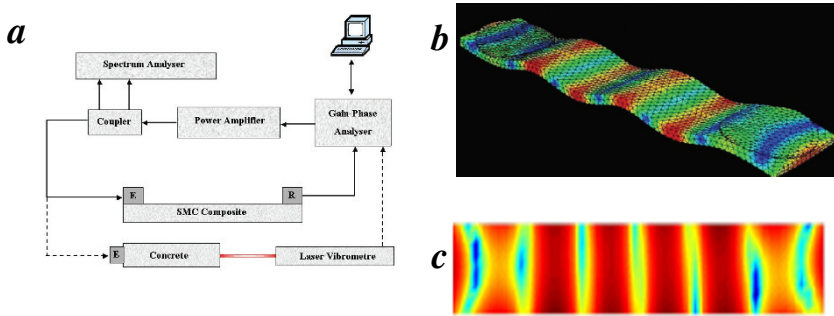 a
Spectrum Analyser
Coupler
Power Amplifier
Gain-Phase
Analyser
E
R
SMC Composite
E
Concrete
Laser Vibrometre
b
c